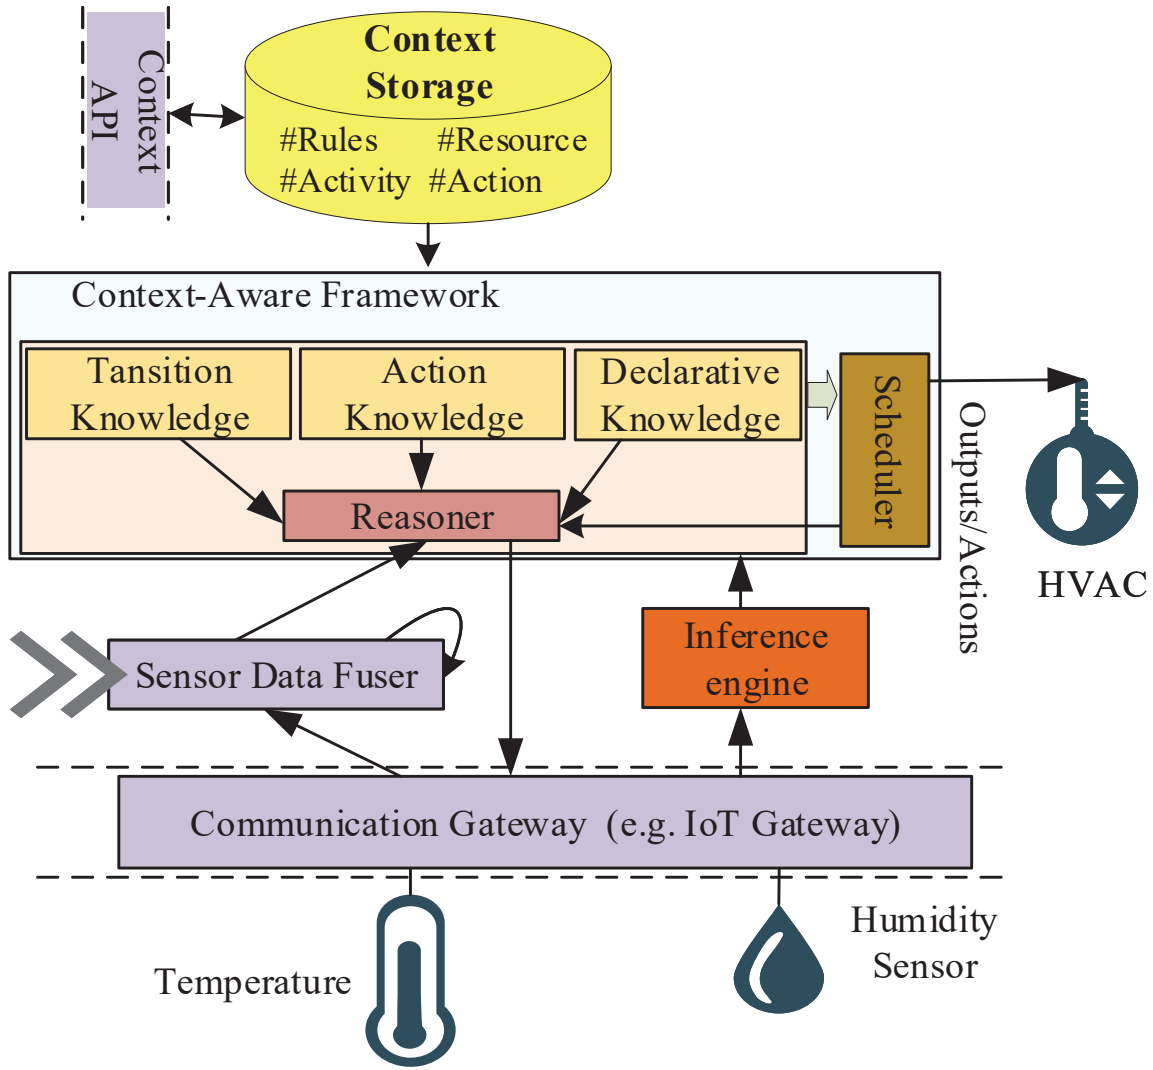 Context
Storage
Context
API
#Rules #Resource
#Activity #Action
Context-Aware Framework
Tansition
Knowledge
Action
Knowledge
Declarative
Knowledge
Scheduler
Outputs/Actions
HVAC
Reasoner
Sensor Data Fuser
Inference
engine
Communication Gateway (e.g. IoT Gateway)
Temperature
Humidity
Sensor